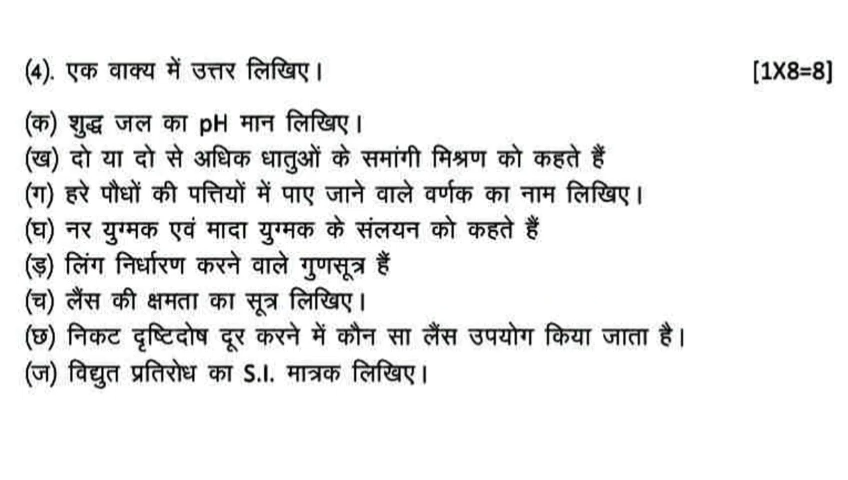 (4). एक वाक्य में उत्तर लिखिए। [1X8=8]
(क) शुद्ध जल का pH मान लिखिए।
(ख) दो या दो से अधिक धातुओं के समांगी मिश्रण को कहते हैं
(ग) हरे पौधों की पत्तियों में पाए जाने वाले वर्णक का नाम लिखिए।
(घ) नर युग्मक एवं मादा युग्मक के संलयन को कहते हैं
(ड़) लिंग निर्धारण करने वाले गुणसूत्र हैं
(च) लैंस की क्षमता का सूत्र लिखिए।
(छ) निकट दृष्टिदोष दूर करने में कौन सा लैंस उपयोग किया जाता है।
(ज) विद्युत प्रतिरोध का S.I. मात्रक लिखिए।